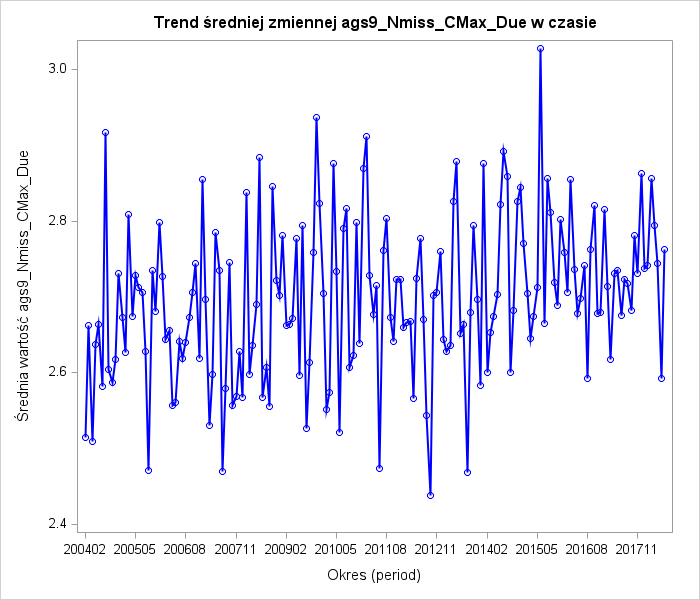 Trend średniej zmiennej ags9_Nmiss_CMax_Due w czasie
Średnia wartość ags9_Nmiss_CMax_Due
3.0
2.8
2.6
2.4
200402 200505 200608 200711 200902 201005 201108 201211 201402 201505 201608 201711
Okres (period)